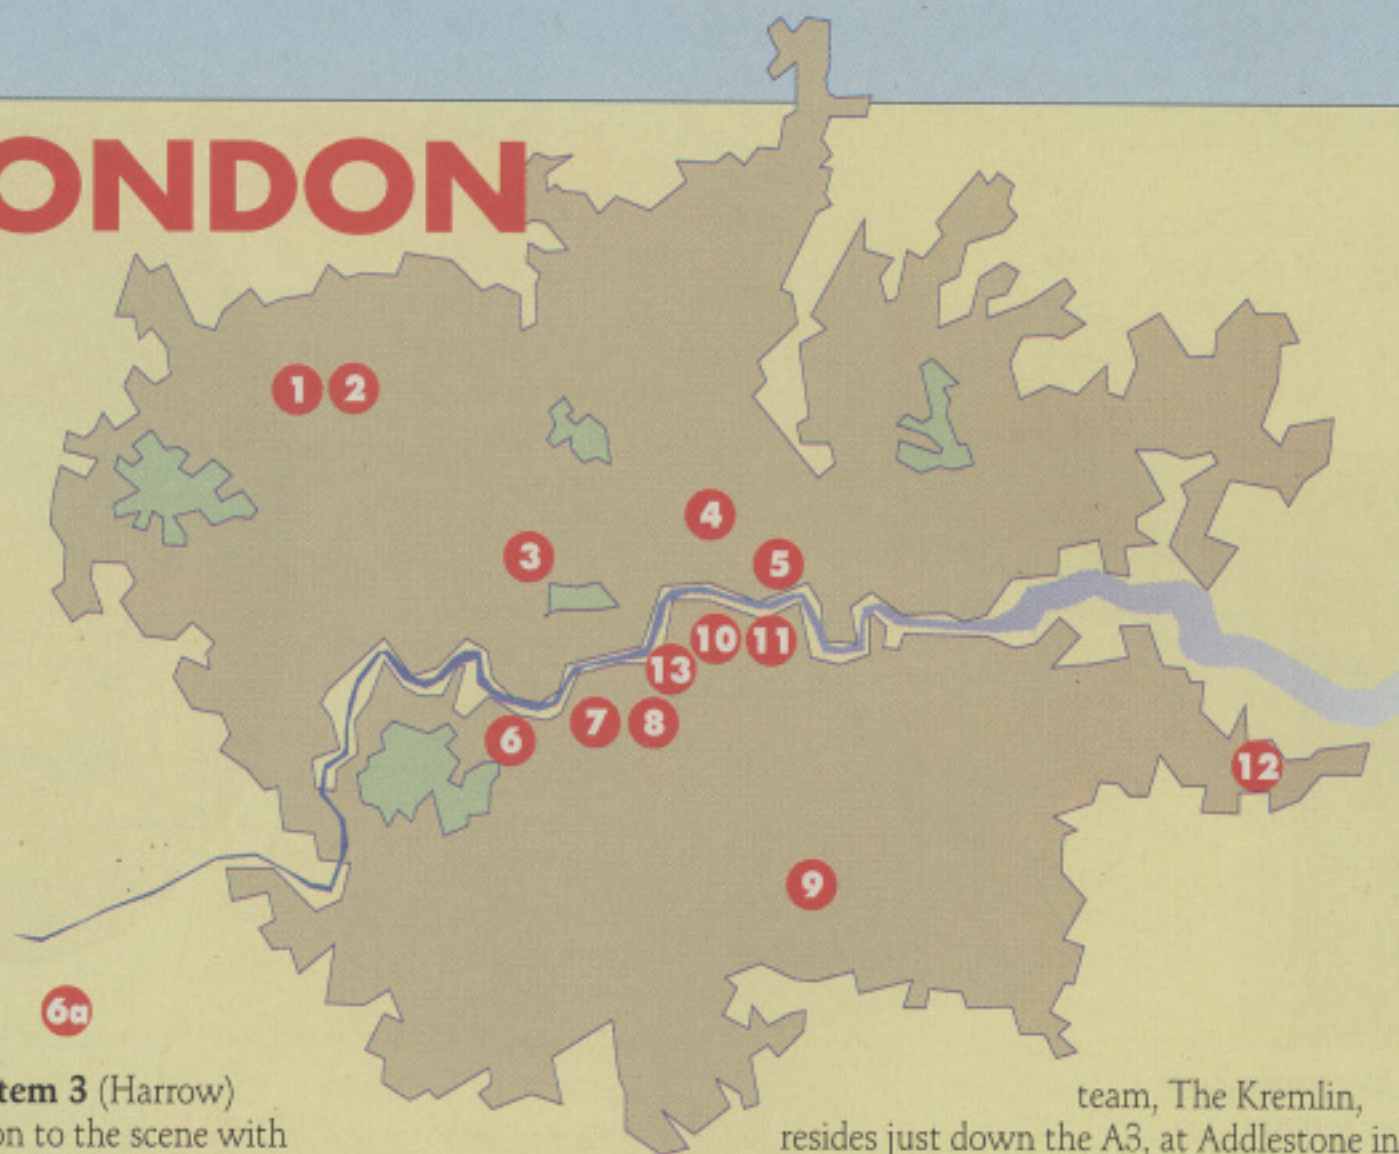 ONDON
1 2
4
3
5
10 11
13
7 8
6
12
9
6a
tem 3 (Harrow)
on to the scene with
team, The Kremlin,
resides just down the A3, at Addlestone in